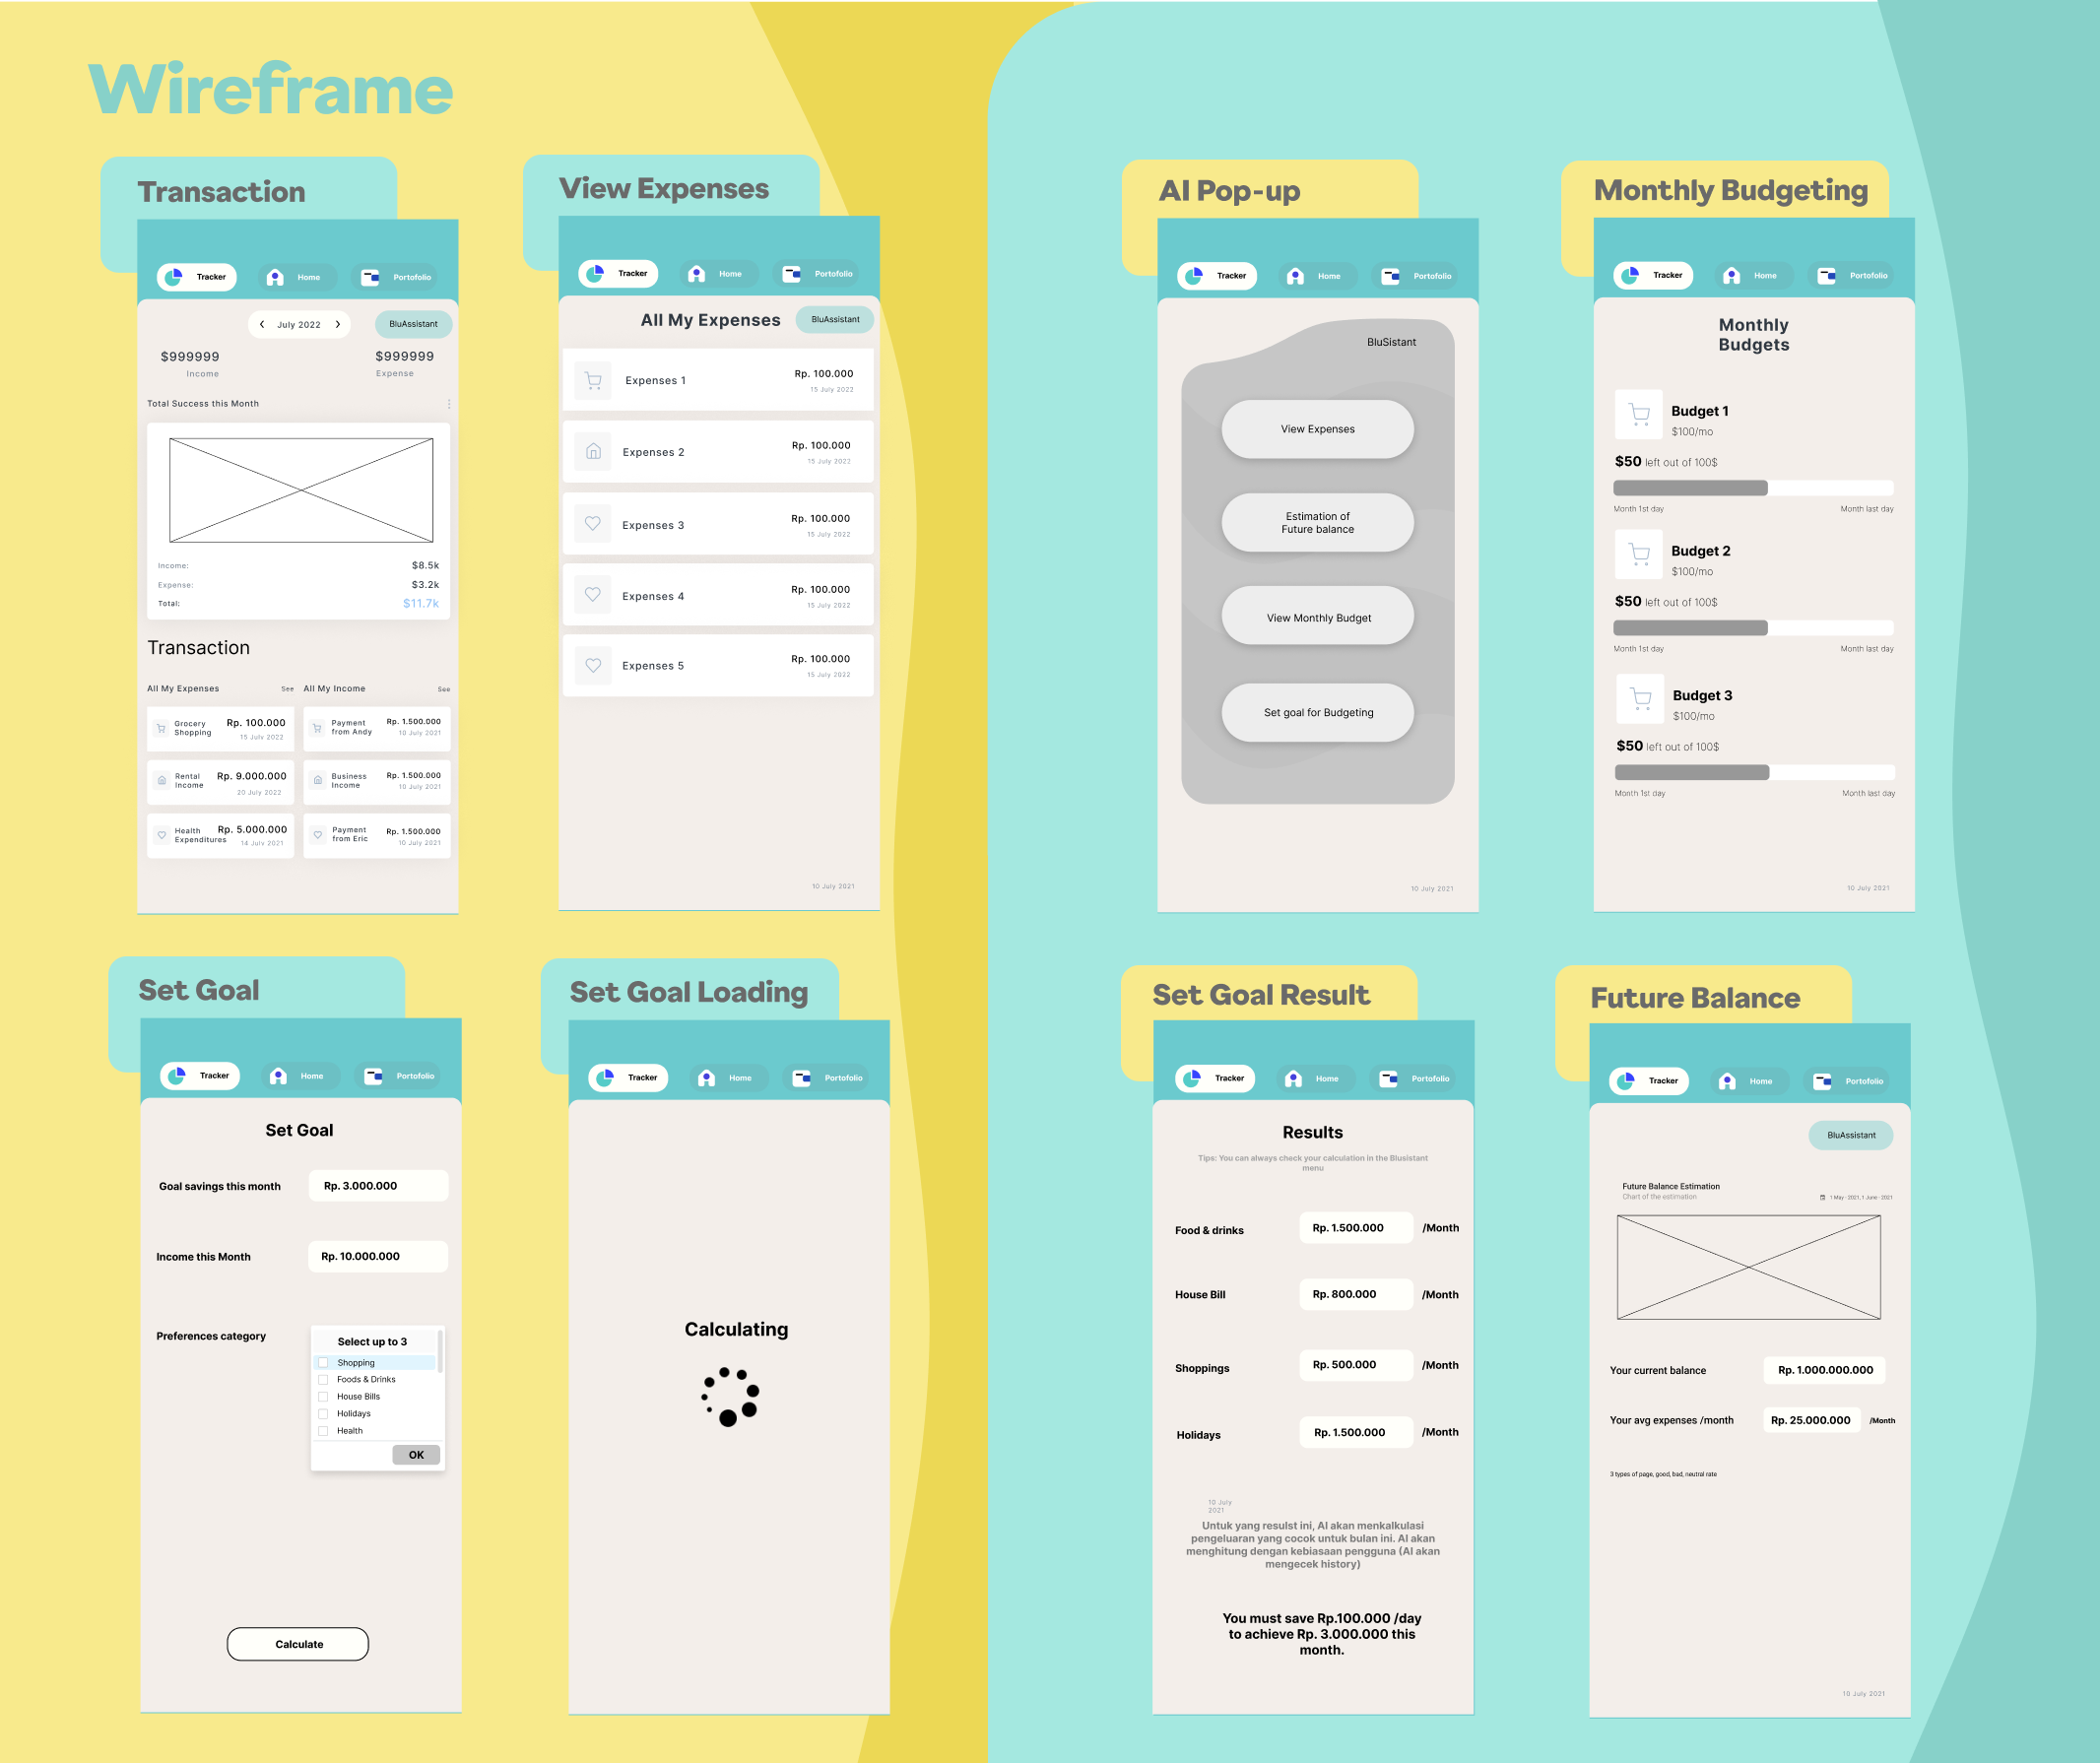 Wireframe
Transaction
Tracker
Home
Portofolio
July 2022
BluAssistant
$999999
Income
$999999
Expense
Total Success this Month
Income:
$8.5k
Expense:
$3.2k
Total:
$11.7k
Transaction
All My Expenses
See
All My Income
See
Grocery
Shopping
Rp. 100.000
15 July 2022
Payment
from Andy
Rp. 1.500.000
10 July 2021
Rental
Income
Rp. 9.000.000
20 July 2022
Business
Income
Rp. 1.500.000
10 July 2021
Health
Expenditures
Rp. 5.000.000
14 July 2021
Payment
from Eric
Rp. 1.500.000
10 July 2021
View Expenses
Tracker
Home
Portofolio
All My Expenses
BluAssistant
Expenses 1
Rp. 100.000
15 July 2022
Expenses 2
Rp. 100.000
15 July 2022
Expenses 3
Rp. 100.000
15 July 2022
Expenses 4
Rp. 100.000
15 July 2022
Expenses 5
Rp. 100.000
15 July 2022
10 July 2021
AI Pop-up
Tracker
Home
Portofolio
BluSistant
View Expenses
Estimation of
Future balance
View Monthly Budget
Set goal for Budgeting
10 July 2021
Monthly Budgeting
Tracker
Home
Portofolio
Monthly
Budgets
Budget 1
$100/mo
$50 left out of 100$
Month 1st day
Month last day
Budget 2
$100/mo
$50 left out of 100$
Month 1st day
Month last day
Budget 3
$100/mo
$50 left out of 100$
Month 1st day
Month last day
10 July 2021
Set Goal
Tracker
Home
Portofolio
Set Goal
Goal savings this month
Rp. 3.000.000
Income this Month
Rp. 10.000.000
Preferences category
Select up to 3
Shopping
Foods & Drinks
House Bills
Holidays
Health
OK
Calculate
Set Goal Loading
Tracker
Home
Portofolio
Calculating
Set Goal Result
Tracker
Home
Portofolio
Results
Tips: You can always check your calculation in the Blusistant
menu
Food & drinks
Rp. 1.500.000
/Month
House Bill
Rp. 800.000
/Month
Shoppings
Rp. 500.000
/Month
Holidays
Rp. 1.500.000
/Month
10 July
2021
Untuk yang resulst ini, AI akan menkalkulasi
pengeluaran yang cocok untuk bulan ini. AI akan
menghitung dengan kebiasaan pengguna (AI akan
mengecek history)
You must save Rp.100.000 /day
to achieve Rp. 3.000.000 this
month.
Future Balance
Tracker
Home
Portofolio
BluAssistant
Future Balance Estimation
Chart of the estimation
1 May - 2021, 1 June - 2021
Your current balance
Rp. 1.000.000.000
Your avg expenses /month
Rp. 25.000.000
/Month
3 types of page, good, bad, neutral rate
10 July 2021